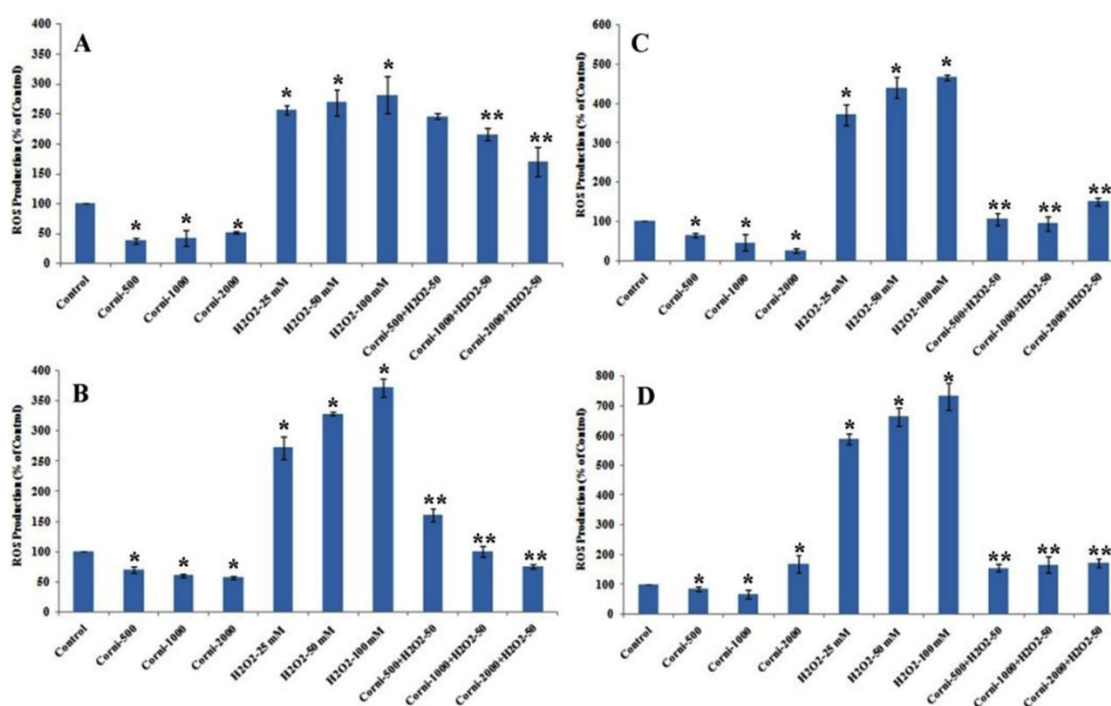 A
ROS Production (% of Control)
400
350
300
250
200
150
100
50
0
*
*
*
*
*
*
**
**
Control
Corni-500
Corni-1000
Corni-2000
H2O2-25 mM
H2O2-50 mM
H2O2-100 mM
Corni-500+H2O2-50
Corni-1000+H2O2-50
Corni-2000+H2O2-50
C
ROS Production (% of Control)
600
500
400
300
200
100
0
*
*
*
*
*
*
**
**
**
Control
Corni-500
Corni-1000
Corni-2000
H2O2-25 mM
H2O2-50 mM
H2O2-100 mM
Corni-500+H2O2-50
Corni-1000+H2O2-50
Corni-2000+H2O2-50
B
ROS Production (% of Control)
400
350
300
250
200
150
100
50
0
*
*
*
*
*
*
**
**
**
Control
Corni-500
Corni-1000
Corni-2000
H2O2-25 mM
H2O2-50 mM
H2O2-100 mM
Corni-500+H2O2-50
Corni-1000+H2O2-50
Corni-2000+H2O2-50
D
ROS Production (% of Control)
800
700
600
500
400
300
200
100
0
*
*
*
*
*
*
**
**
**
Control
Corni-500
Corni-1000
Corni-2000
H2O2-25 mM
H2O2-50 mM
H2O2-100 mM
Corni-500+H2O2-50
Corni-1000+H2O2-50
Corni-2000+H2O2-50